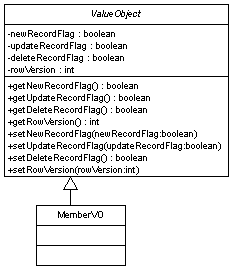 ValueObject
-newRecordFlag : boolean
-updateRecordFlag : boolean
-deleteRecordFlag : boolean
-rowVersion : int
+getNewRecordFlag() : boolean
+getUpdateRecordFlag() : boolean
+getDeleteRecordFlag() : boolean
+getRowVersion() : int
+setNewRecordFlag(newRecordFlag:boolean)
+setUpdateRecordFlag(updateRecordFlag:boolean)
+setDeleteRecordFlag() : boolean
+setRowVersion(rowVersion:int)
MemberVO